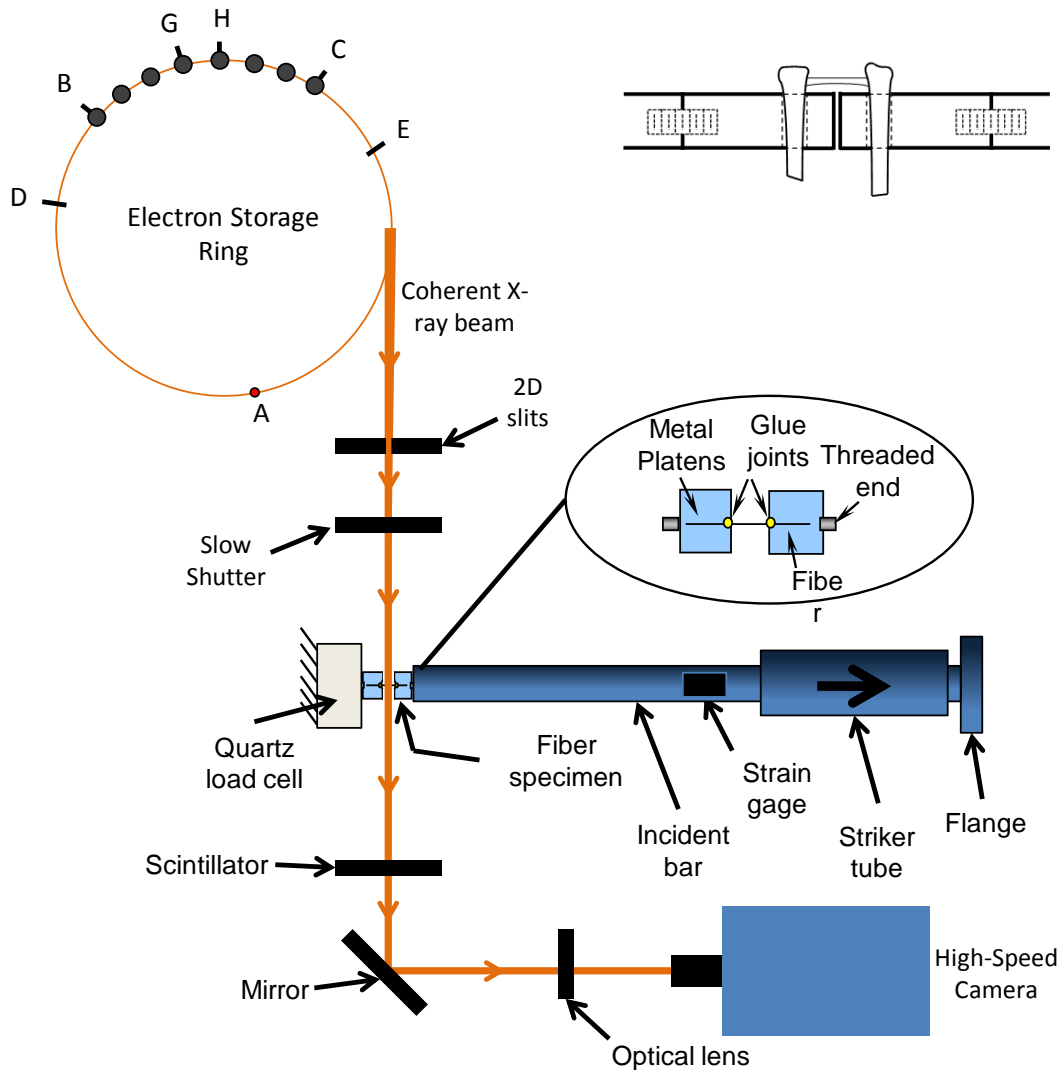 H
G
C
B
E
D
Electron Storage
Ring
Coherent X-
ray beam
A
2D
slits
Metal
Platens
Glue
joints
Threaded
end
Slow
Shutter
Fibe
r
Quartz
load cell
Fiber
specimen
Strain
gage
Flange
Incident
bar
Striker
tube
Scintillator
Mirror
High-Speed
Camera
Optical lens